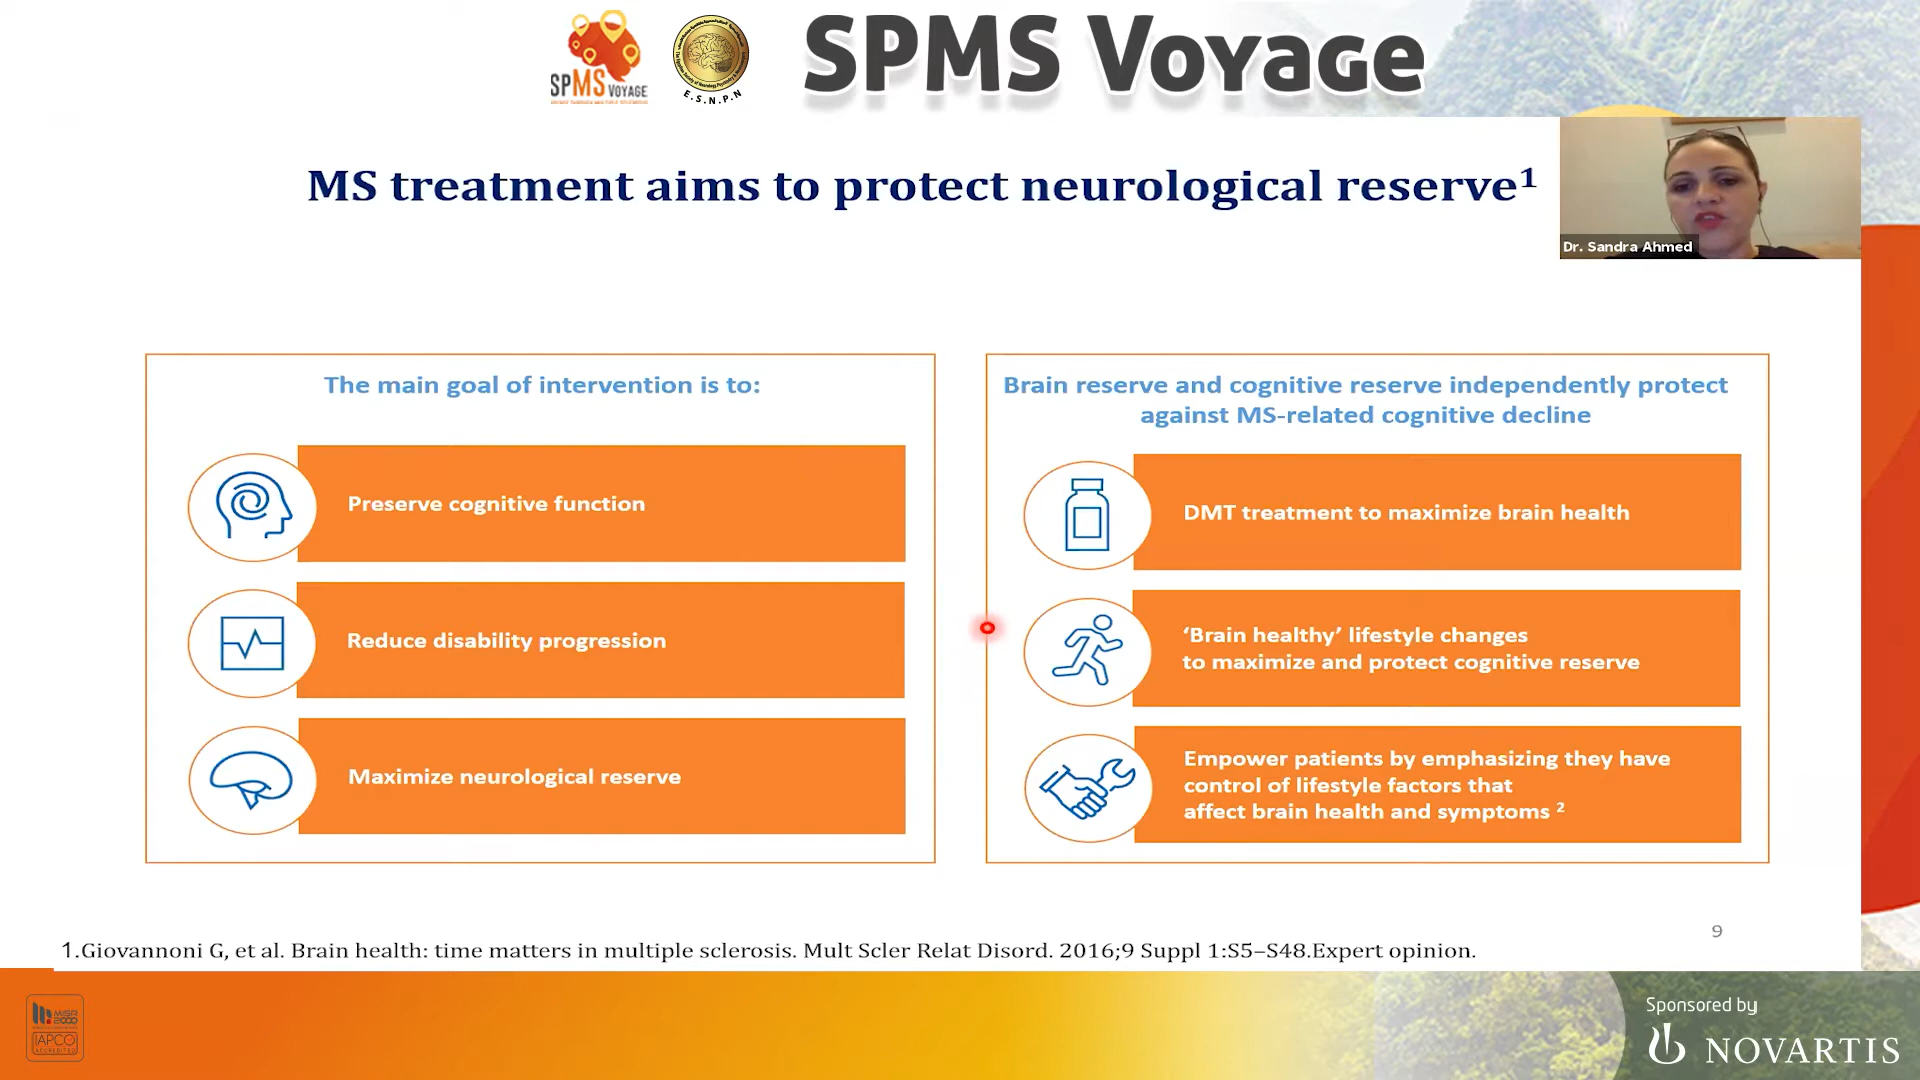 SPMS VOYAGE
E.S.N.P.N
SPMS Voyage
MS treatment aims to protect neurological reserve1
Dr. Sandra Ahmed
The main goal of intervention is to:
Preserve cognitive function
Reduce disability progression
Maximize neurological reserve
Brain reserve and cognitive reserve independently protect
against MS-related cognitive decline
DMT treatment to maximize brain health
‘Brain healthy’ lifestyle changes
to maximize and protect cognitive reserve
Empower patients by emphasizing they have
control of lifestyle factors that
affect brain health and symptoms 2
9
1.Giovannoni G, et al. Brain health: time matters in multiple sclerosis. Mult Scler Relat Disord. 2016;9 Suppl 1:S5–S48.Expert opinion.
MISR
2000
IAPCO
ACCREDITED
Sponsored by
NOVARTIS